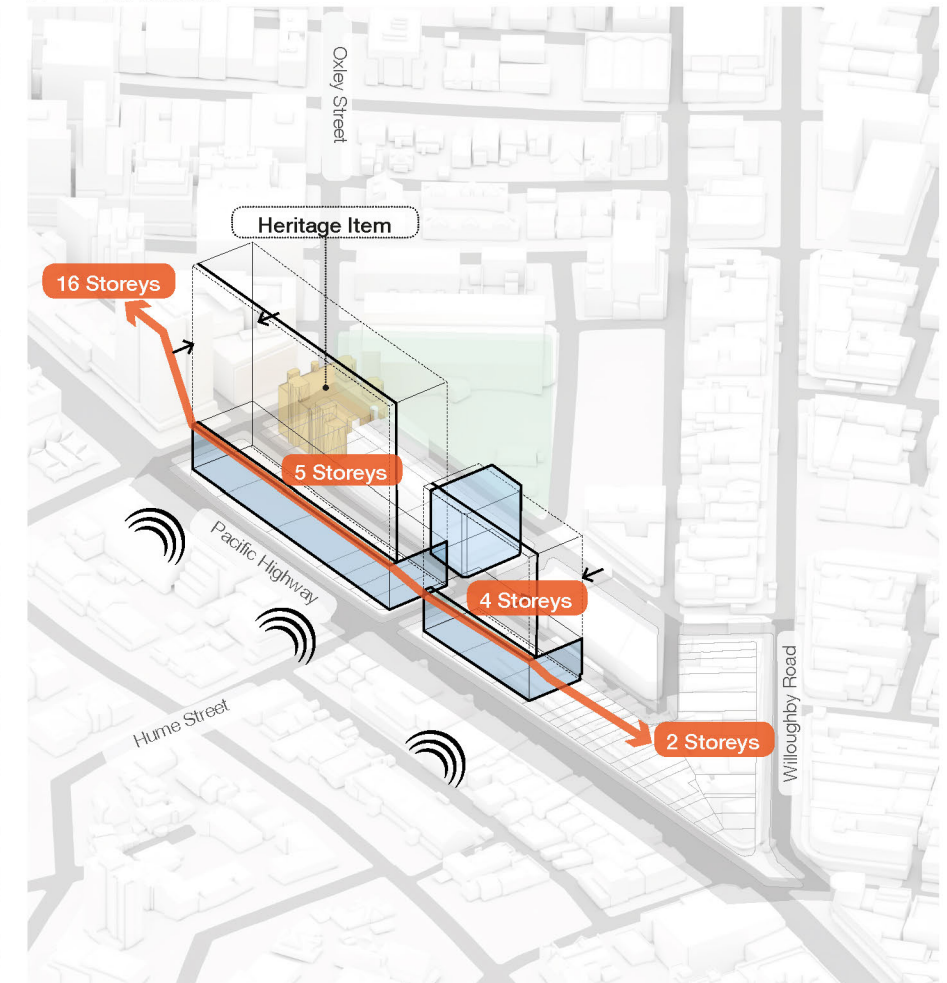 Oxley Street
Heritage Item
16 Storeys
5 Storeys
Pacific Highway
4 Storeys
Hume Street
2 Storeys
Willoughby Road